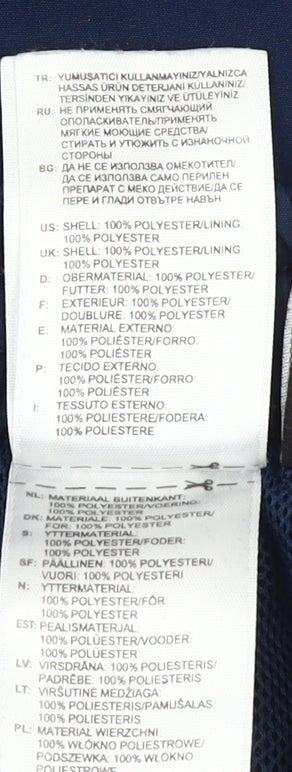 TR: YUMUŞATICI KULLANMAYINIZ/YALNIZCA
HASSAS ÜRÜN DETERJANI KULLANINIZ/
TERSİNDEN YIKAYINIZ VE ÜTÜLEYİNİZ
RU: НЕ ПРИМЕНЯТЬ СМЯГЧАЮЩИЙ
ОПОЛАСКИВАТЕЛЬ/ПРИМЕНЯТЬ
МЯГКИЕ МОЮЩИЕ СРЕДСТВА/
СТИРАТЬ И УТЮЖИТЬ С ИЗНАНОЧНОЙ
СТОРОНЫ
BG: ДА НЕ СЕ ИЗПОЛЗВА ОМЕКОТИТЕЛ/
ДА СЕ ИЗПОЛЗВА САМО ПЕРИЛЕН
ПРЕПАРАТ С МЕКО ДЕЙСТВИЕ/ДА СЕ
ПЕРЕ И ГЛАДИ ОТВЪТРЕ НАВЪН
US: SHELL: 100% POLYESTER/LINING:
100% POLYESTER
UK: SHELL: 100% POLYESTER/LINING:
100% POLYESTER
D: OBERMATERIAL: 100% POLYESTER/
FUTTER: 100% POLYESTER
F: EXTERIEUR: 100% POLYESTER/
DOUBLURE: 100% POLYESTER
E: MATERIAL EXTERNO:
100% POLIÉSTER/FORRO:
100% POLIÉSTER
P: TECIDO EXTERNO:
100% POLIÉSTER/FORRO:
100% POLIÉSTER
I: TESSUTO ESTERNO:
100% POLIESTERE/FODERA:
100% POLIESTERE
NL: MATERIAAL BUITENKANT:
100% POLYESTER/VOERING:
100% POLYESTER
DK: MATERIALE: 100% POLYESTER/
FOR: 100% POLYESTER
S: YTTERMATERIAL:
100% POLYESTER/FODER:
100% POLYESTER
SF: PÄÄLLINEN: 100% POLYESTERI/
VUORI: 100% POLYESTERI
N: YTTERMATERIAL:
100% POLYESTER/FÔR:
100% POLYESTER
EST: PEALISMATERJAL:
100% POLÜESTER/VOODER:
100% POLÜESTER
LV: VIRSDRĀNA: 100% POLIESTERIS/
PADRĒBE: 100% POLIESTERIS
LT: VIRŠUTINĖ MEDŽIAGA:
100% POLIESTERIS/PAMUŠALAS:
100% POLIESTERIS
PL: MATERIAŁ WIERZCHNI:
100% WŁÓKNO POLIESTROWE/
PODSZEWKA: 100% WŁÓKNO
POLIESTROWE